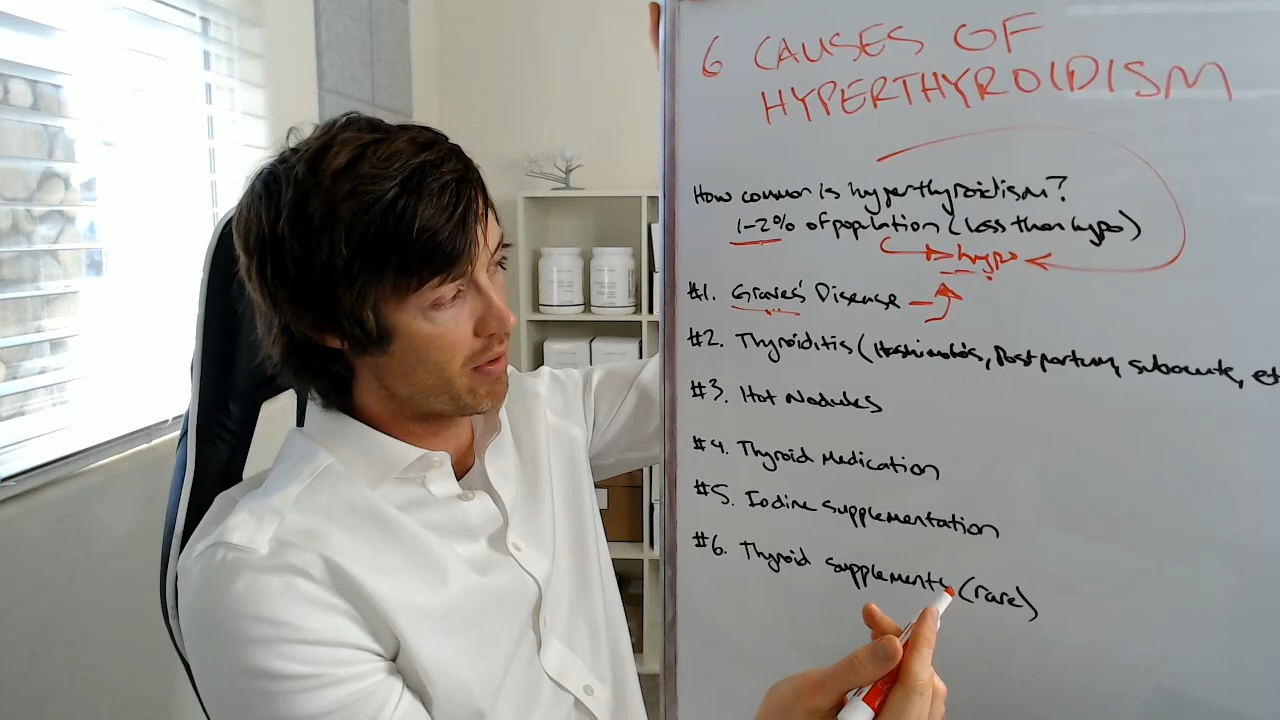 6 CAUSES OF
HYPERTHYROIDISM
How common is hyperthyroidism?
1-2% of population (less than hypo)
hypo
#1. Graves' Disease
#2. Thyroiditis (Hashimoto's, Postpartum, subacute, et
#3. Hot Nodules
#4. Thyroid Medication
#5. Iodine supplementation
#6. Thyroid supplements (rare)